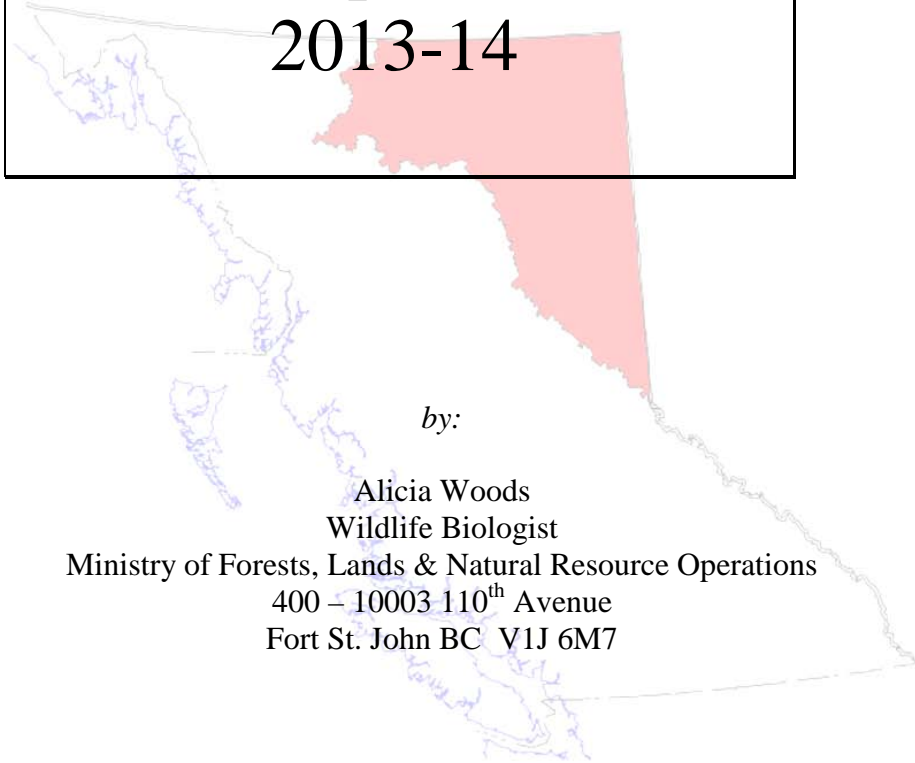 2013-14
by:
Alicia Woods
Wildlife Biologist
Ministry of Forests, Lands & Natural Resource Operations
400 – 10003 110th Avenue
Fort St. John BC  V1J 6M7